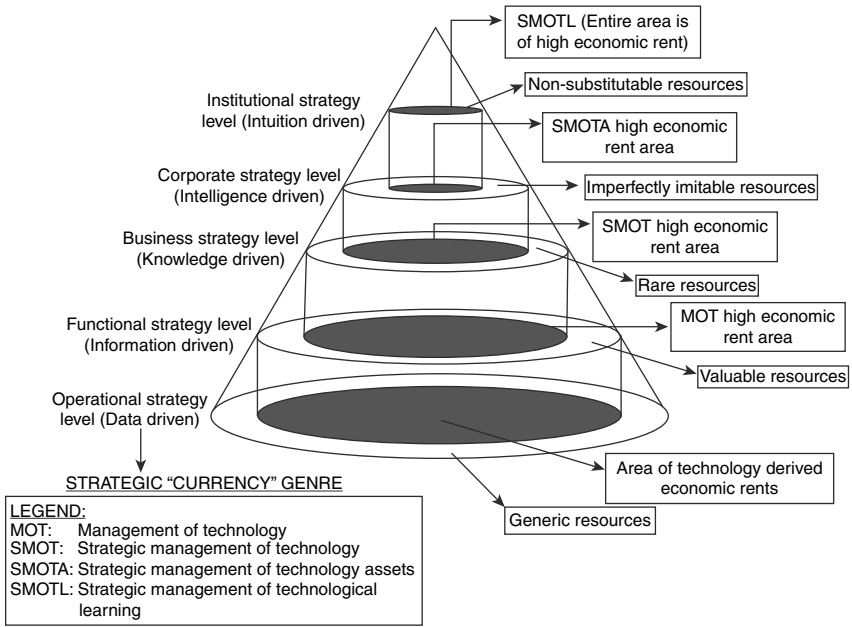 SMOTL (Entire area is
of high economic rent)
Non-substitutable resources
Institutional strategy
level (Intuition driven)
SMOTA high economic
rent area
Corporate strategy level
(Intelligence driven)
Imperfectly imitable resources
SMOT high economic
rent area
Business strategy level
(Knowledge driven)
Rare resources
MOT high economic
rent area
Functional strategy level
(Information driven)
Valuable resources
Operational strategy
level (Data driven)
Area of technology derived
economic rents
STRATEGIC “CURRENCY” GENRE
Generic resources
LEGEND:
MOT: Management of technology
SMOT: Strategic management of technology
SMOTA: Strategic management of technology assets
SMOTL: Strategic management of technological
learning